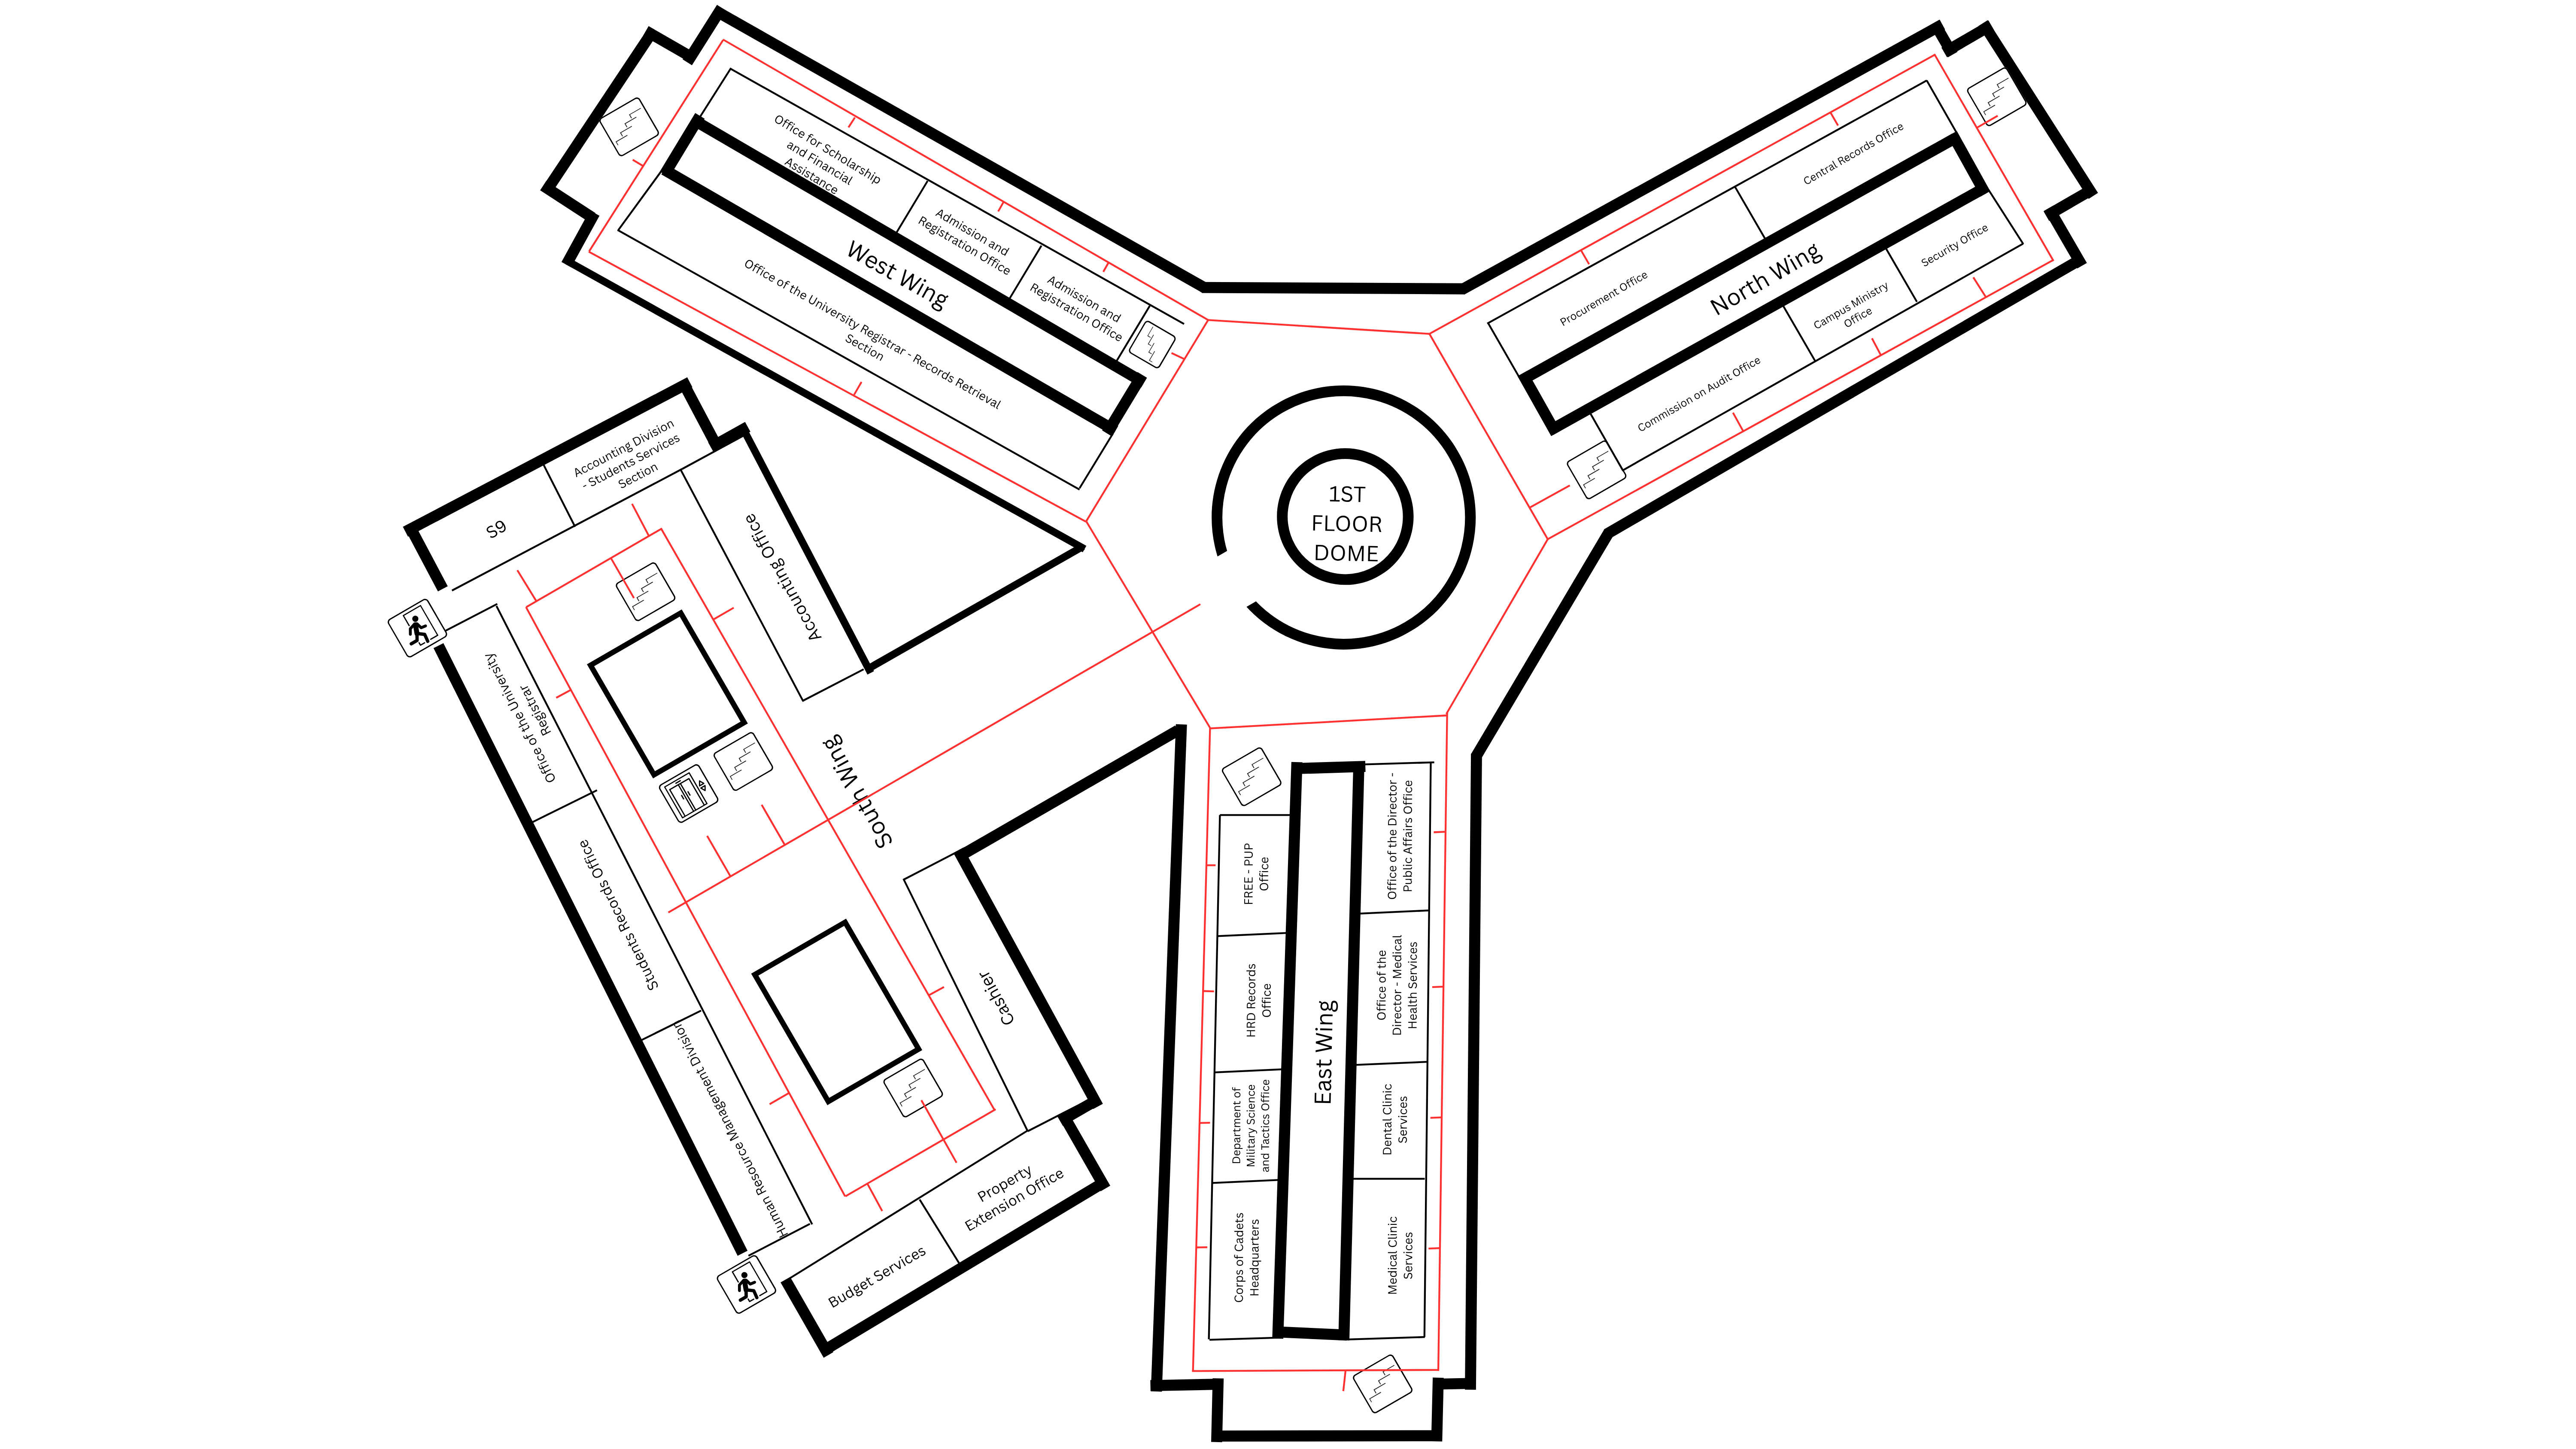 Office for Scholarship
and Financial
Assistance
Admission and
Registration Office
Admission and
Registration Office
West Wing
Office of the University Registrar - Records Retrieval
Section
Central Records Office
Procurement Office
North Wing
Security Office
Campus Ministry
Office
Commission on Audit Office
1ST
FLOOR
DOME
Accounting Division
- Students Services
Section
S9
Accounting Office
Office of the University
Registrar
Students Records Office
Human Resource Management Division
South Wing
Cashier
Property
Extension Office
Budget Services
FREE - PUP
Office
HRD Records
Office
Department of
Military Science
and Tactics Office
Corps of Cadets
Headquarters
East Wing
Office of the Director -
Public Affairs Office
Office of the
Director - Medical
Health Services
Dental Clinic
Services
Medical Clinic
Services